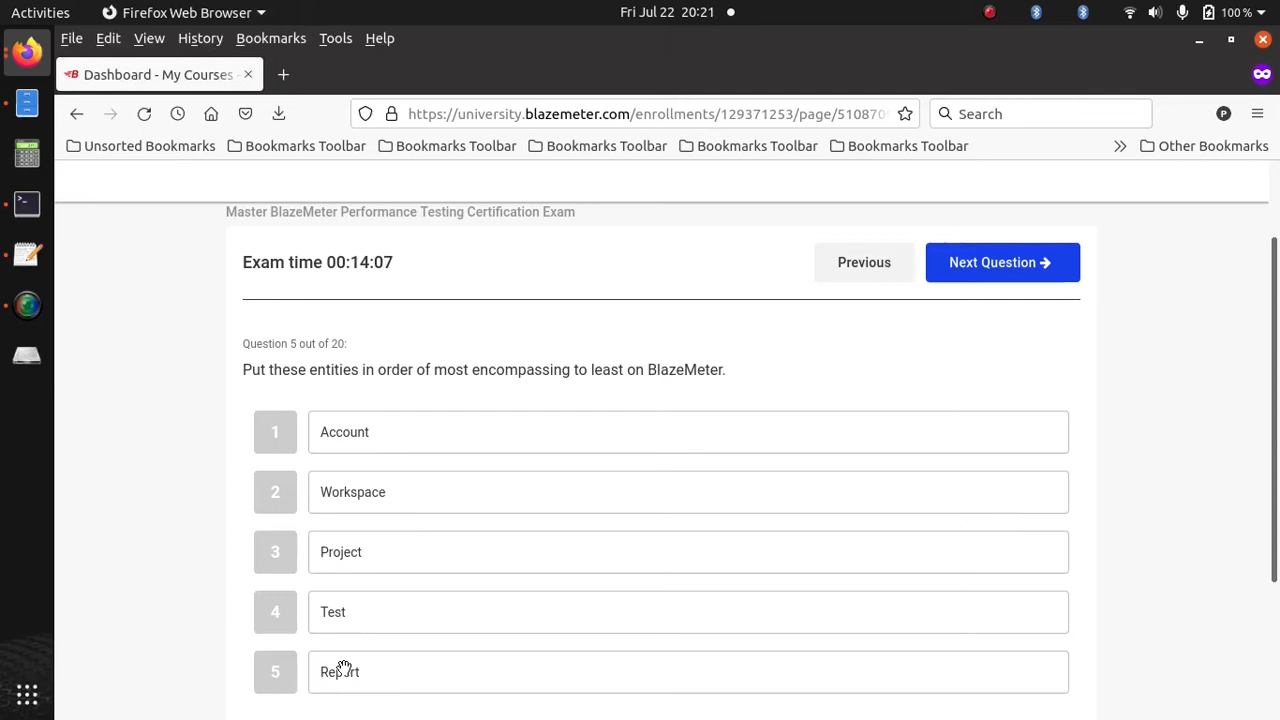 Activities Firefox Web Browser Fri Jul 22 20:21 100 %
File Edit View History Bookmarks Tools Help
Dashboard - My Courses -
https://university.blazemeter.com/enrollments/129371253/page/510870 Search
Unsorted Bookmarks Bookmarks Toolbar Bookmarks Toolbar Bookmarks Toolbar Bookmarks Toolbar Bookmarks Toolbar Other Bookmarks
Master BlazeMeter Performance Testing Certification Exam
Exam time 00:14:07 Previous Next Question
Question 5 out of 20:
Put these entities in order of most encompassing to least on BlazeMeter.
1 Account
2 Workspace
3 Project
4 Test
5 Report